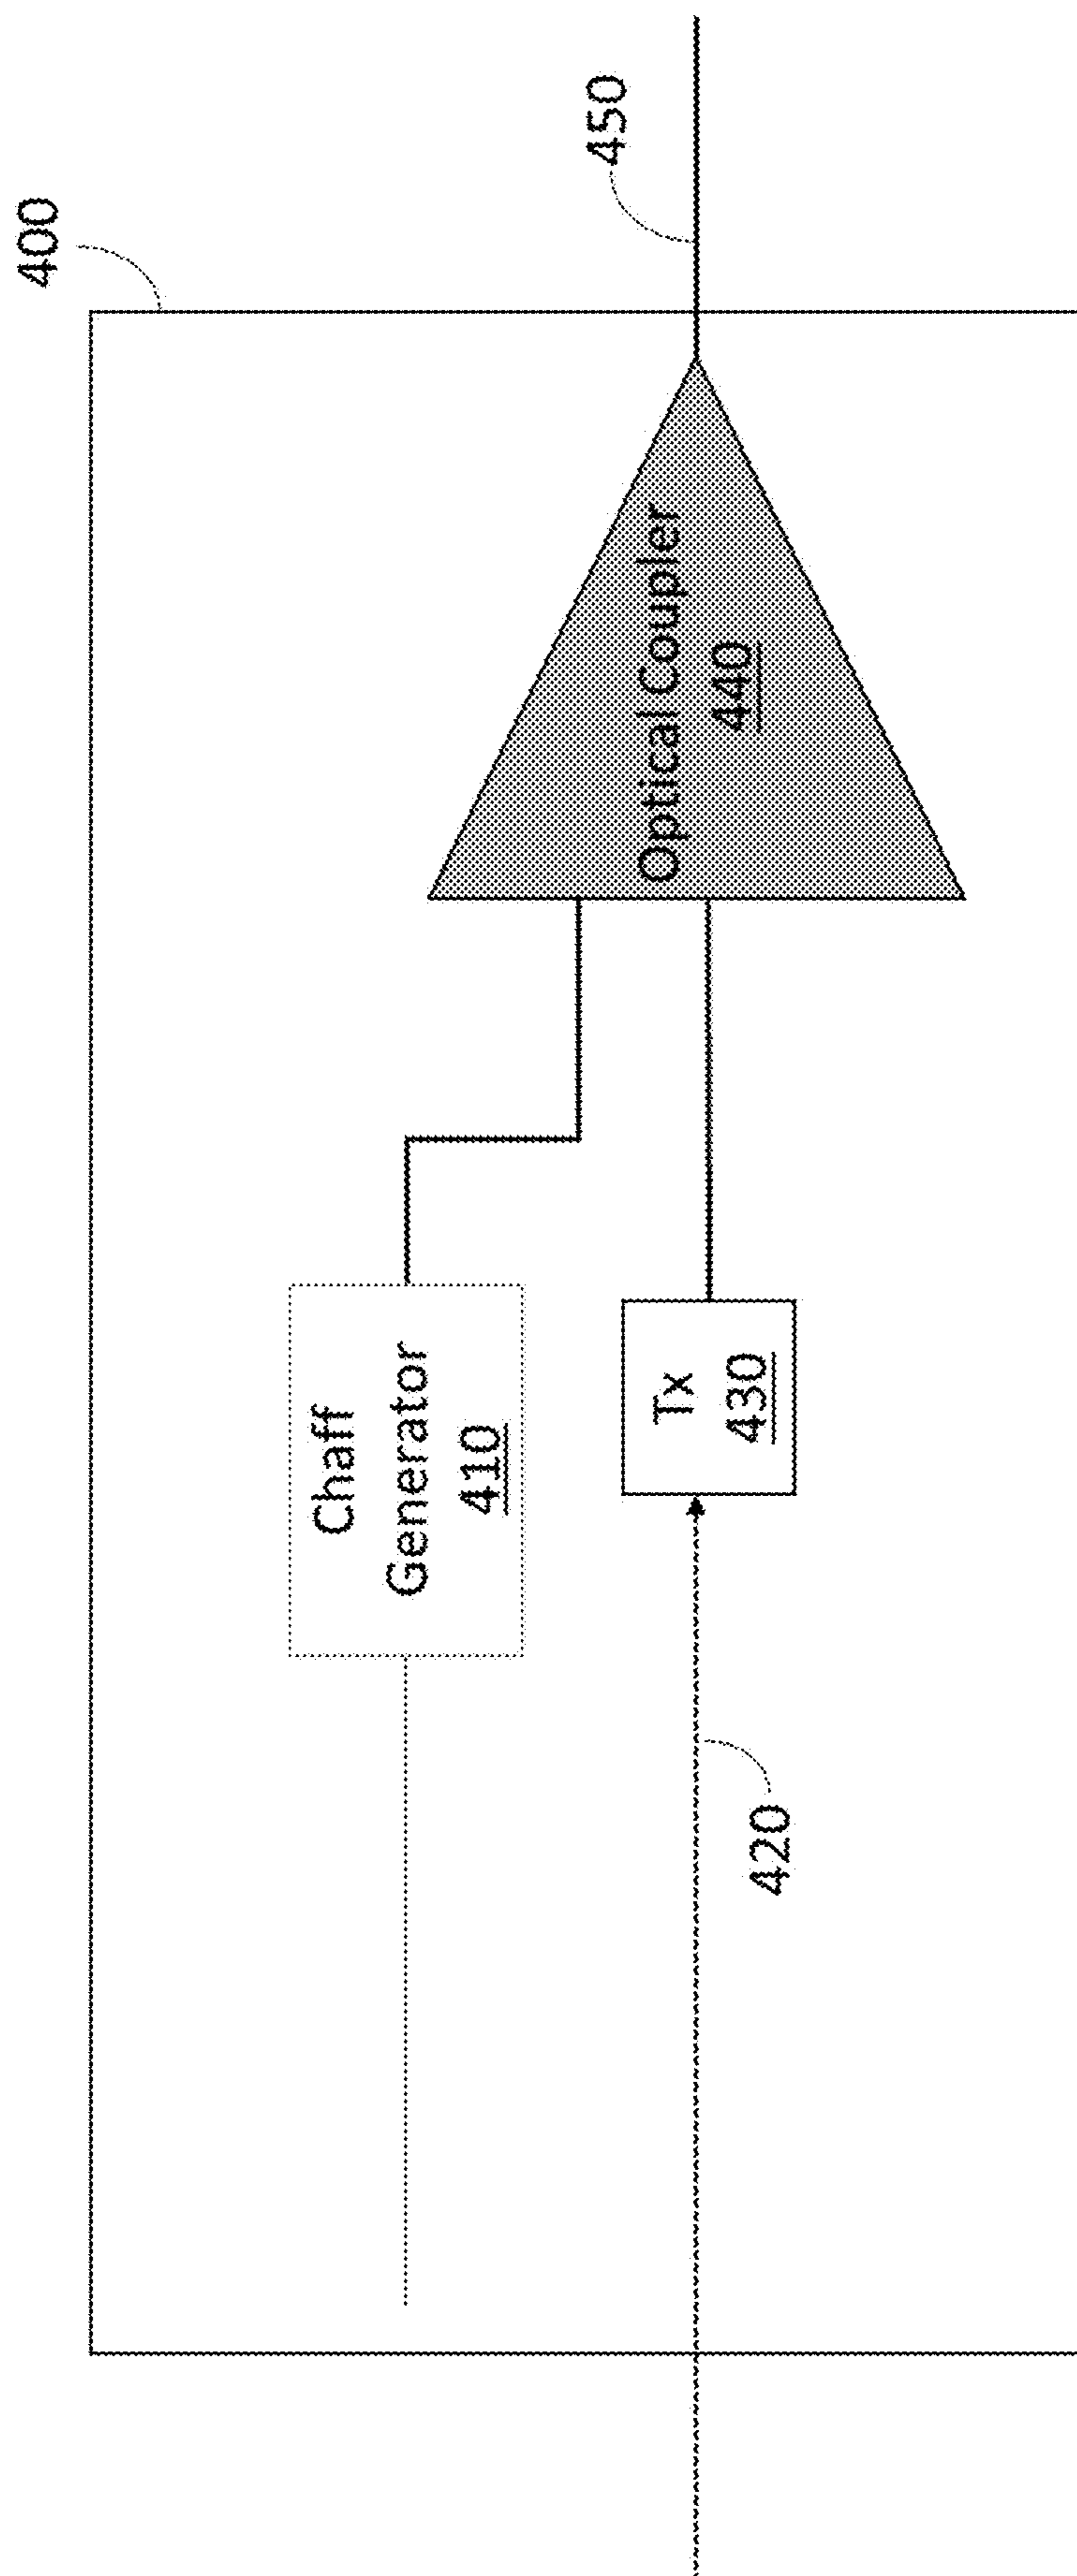 400
450
Chaff
Generator
410
420
Tx
430
Optical Coupler
440